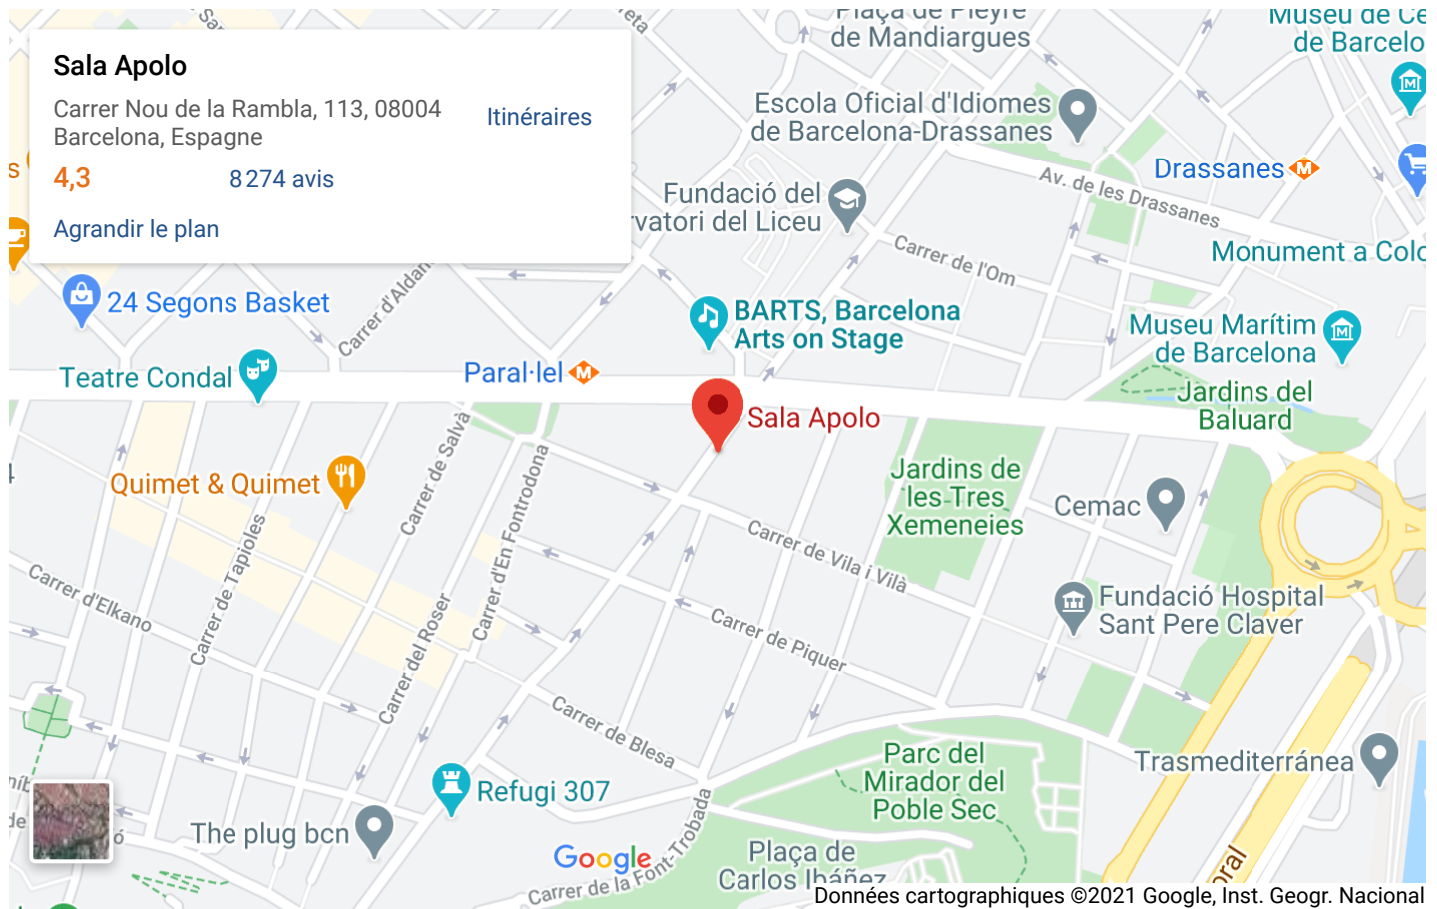 Sala Apolo
Carrer Nou de la Rambla, 113, 08004
Barcelona, Espagne
Itinéraires
4,3
8 274 avis
Agrandir le plan
Plaça de Pieyre
de Mandiargues
Museu de Ce
de Barcelo
Escola Oficial d'Idiomes
de Barcelona-Drassanes
Drassanes
Av. de les Drassanes
Fundació del
rvatori del Liceu
Carrer de l'Om
Monument a Colo
24 Segons Basket
Carrer d'Aldan
BARTS, Barcelona
Arts on Stage
Museu Marítim
de Barcelona
Teatre Condal
Paral·lel
Jardins del
Baluard
Sala Apolo
Carrer de Salvà
Quimet & Quimet
Carrer d'En Fontrodona
Jardins de
les Tres
Xemeneies
Cemac
Carrer de Tapioles
Carrer de Vila i Vilà
Carrer d'Elkano
Carrer del Roser
Carrer de Piquer
Fundació Hospital
Sant Pere Claver
Carrer de Blesa
Parc del
Mirador del
Poble Sec
Trasmediterránea
Refugi 307
The plug bcn
Google
Carrer de la Font-Trobada
Plaça de
Carlos Ibáñez
oral
Données cartographiques ©2021 Google, Inst. Geogr. Nacional